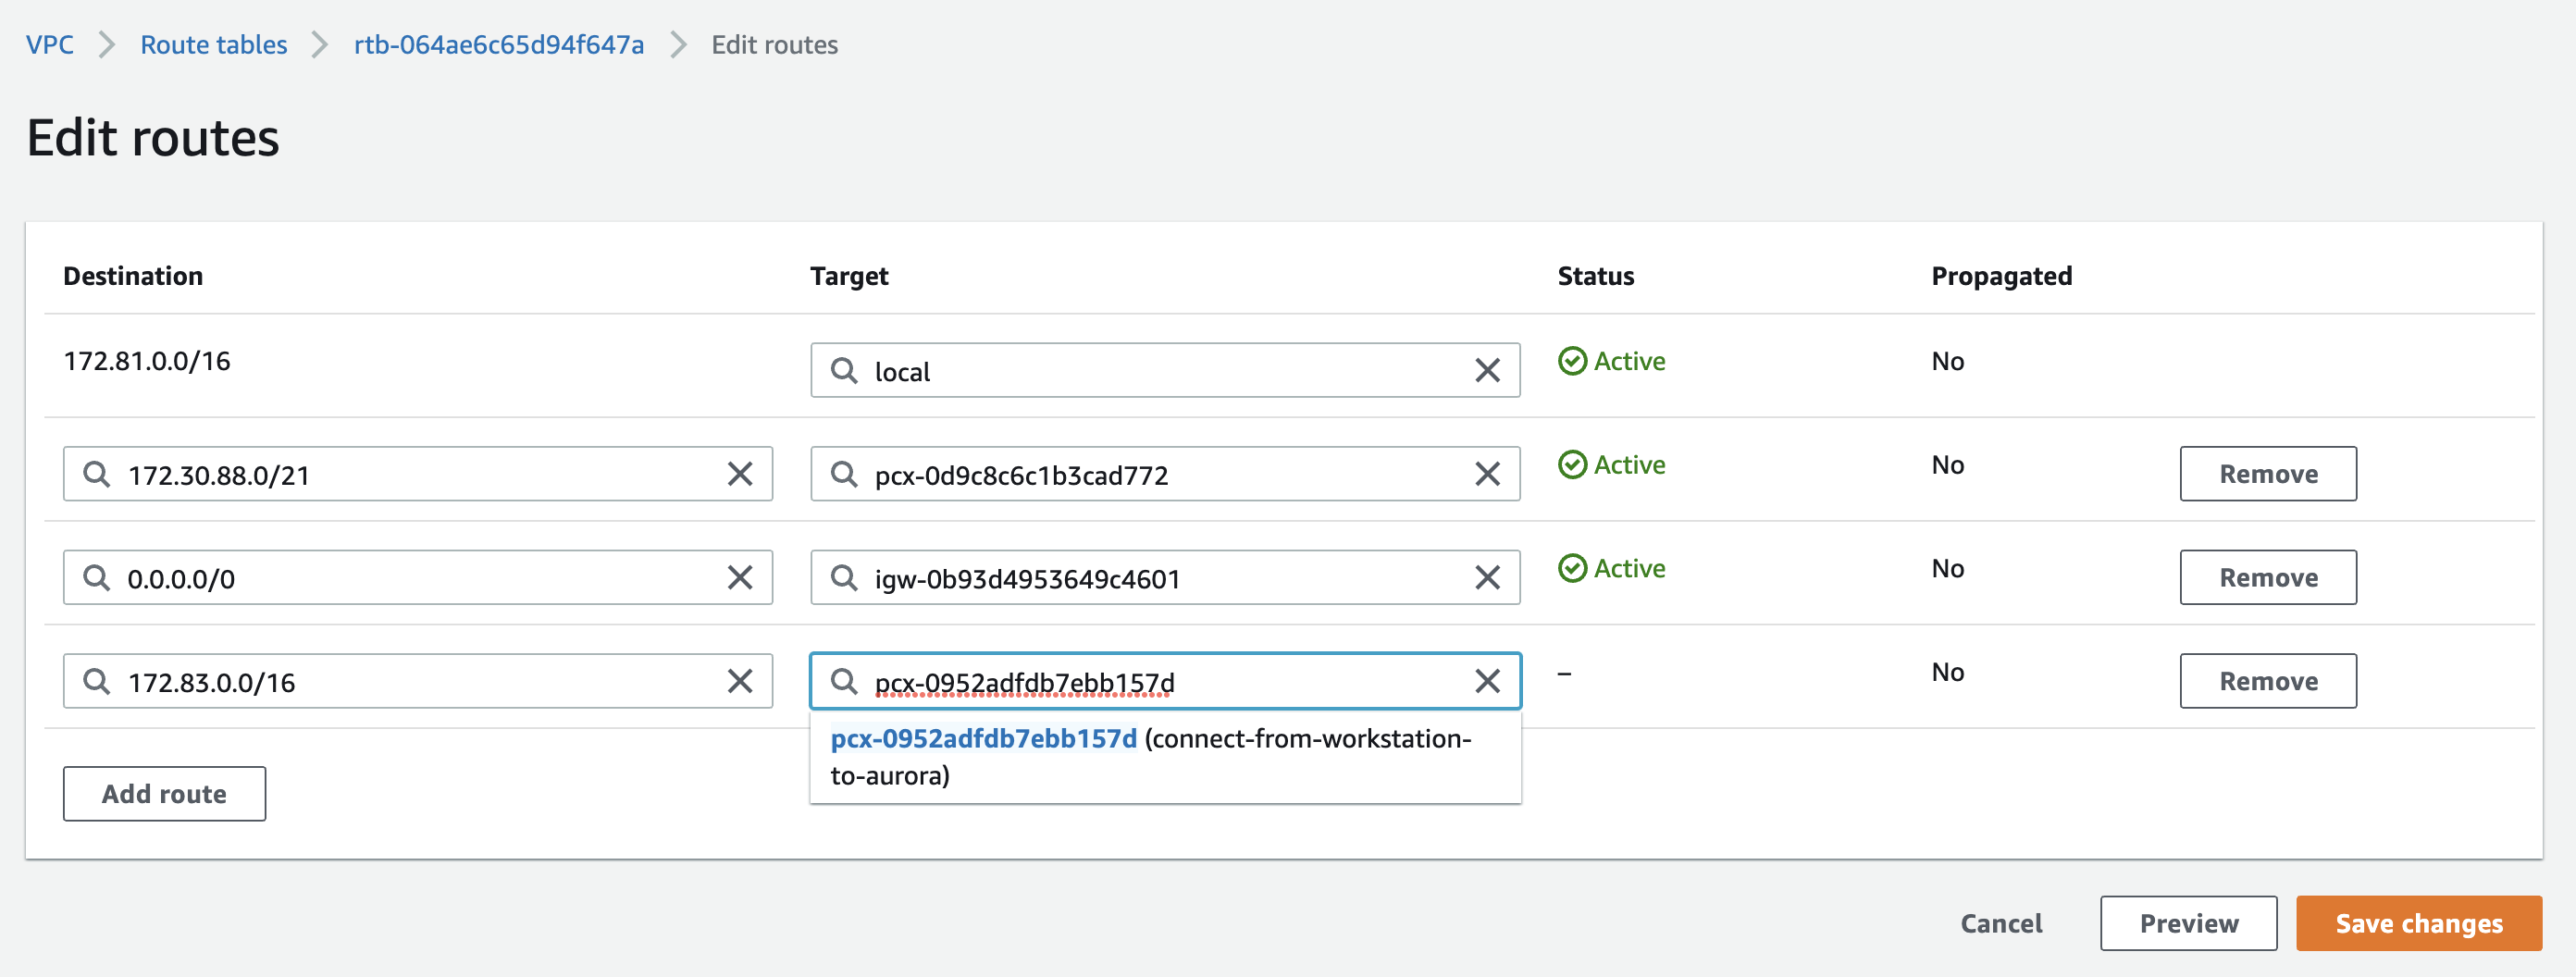 VPC > Route tables > rtb-064ae6c65d94f647a > Edit routes
Edit routes
Destination Target Status Propagated
172.81.0.0/16 local Active No
172.30.88.0/21 pcx-0d9c8c6c1b3cad772 Active No Remove
0.0.0.0/0 igw-0b93d4953649c4601 Active No Remove
172.83.0.0/16 pcx-0952adfdb7ebb157d – No Remove
pcx-0952adfdb7ebb157d (connect-from-workstation-
to-aurora)
Add route
Cancel Preview Save changes